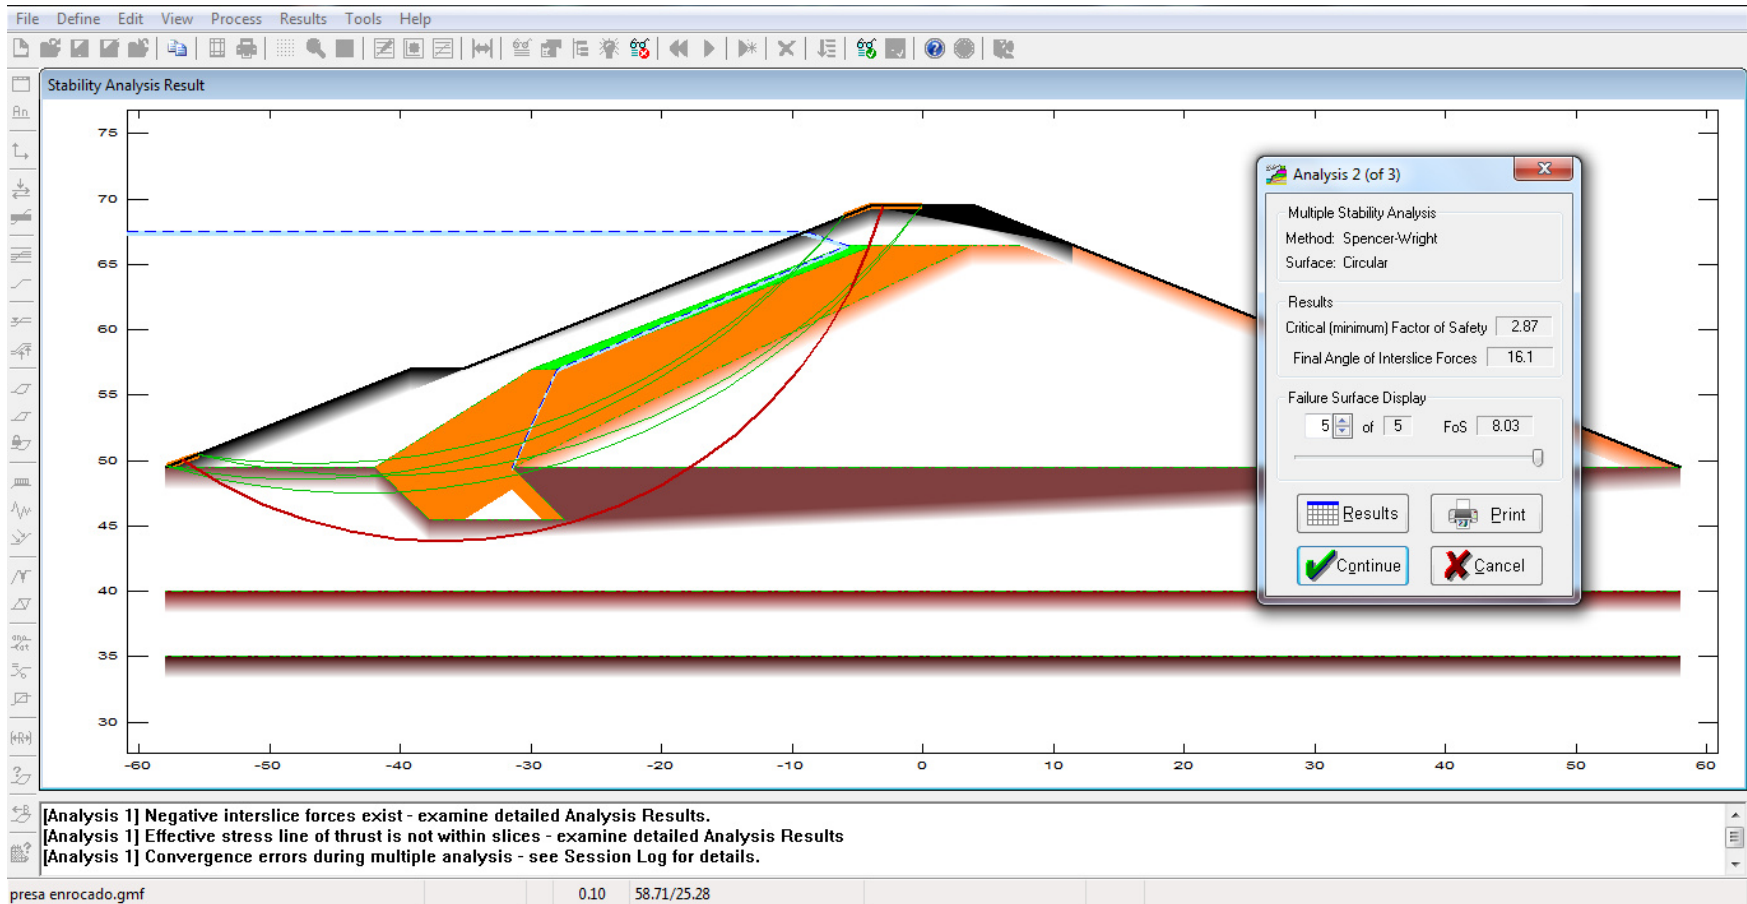 File Define Edit View Process Results Tools Help
Stability Analysis Result
An
75
70
65
60
55
50
45
40
35
30
-60 -50 -40 -30 -20 -10 0 10 20 30 40 50 60
Analysis 2 (of 3)
Multiple Stability Analysis
Method: Spencer-Wright
Surface: Circular
Results
Critical (minimum) Factor of Safety 2.87
Final Angle of Interslice Forces 16.1
Failure Surface Display
5 of 5 FoS 8.03
Results Print
Continue Cancel
[Analysis 1] Negative interslice forces exist - examine detailed Analysis Results.
[Analysis 1] Effective stress line of thrust is not within slices - examine detailed Analysis Results
[Analysis 1] Convergence errors during multiple analysis - see Session Log for details.
presa enrocado.gmf 0.10 58.71/25.28